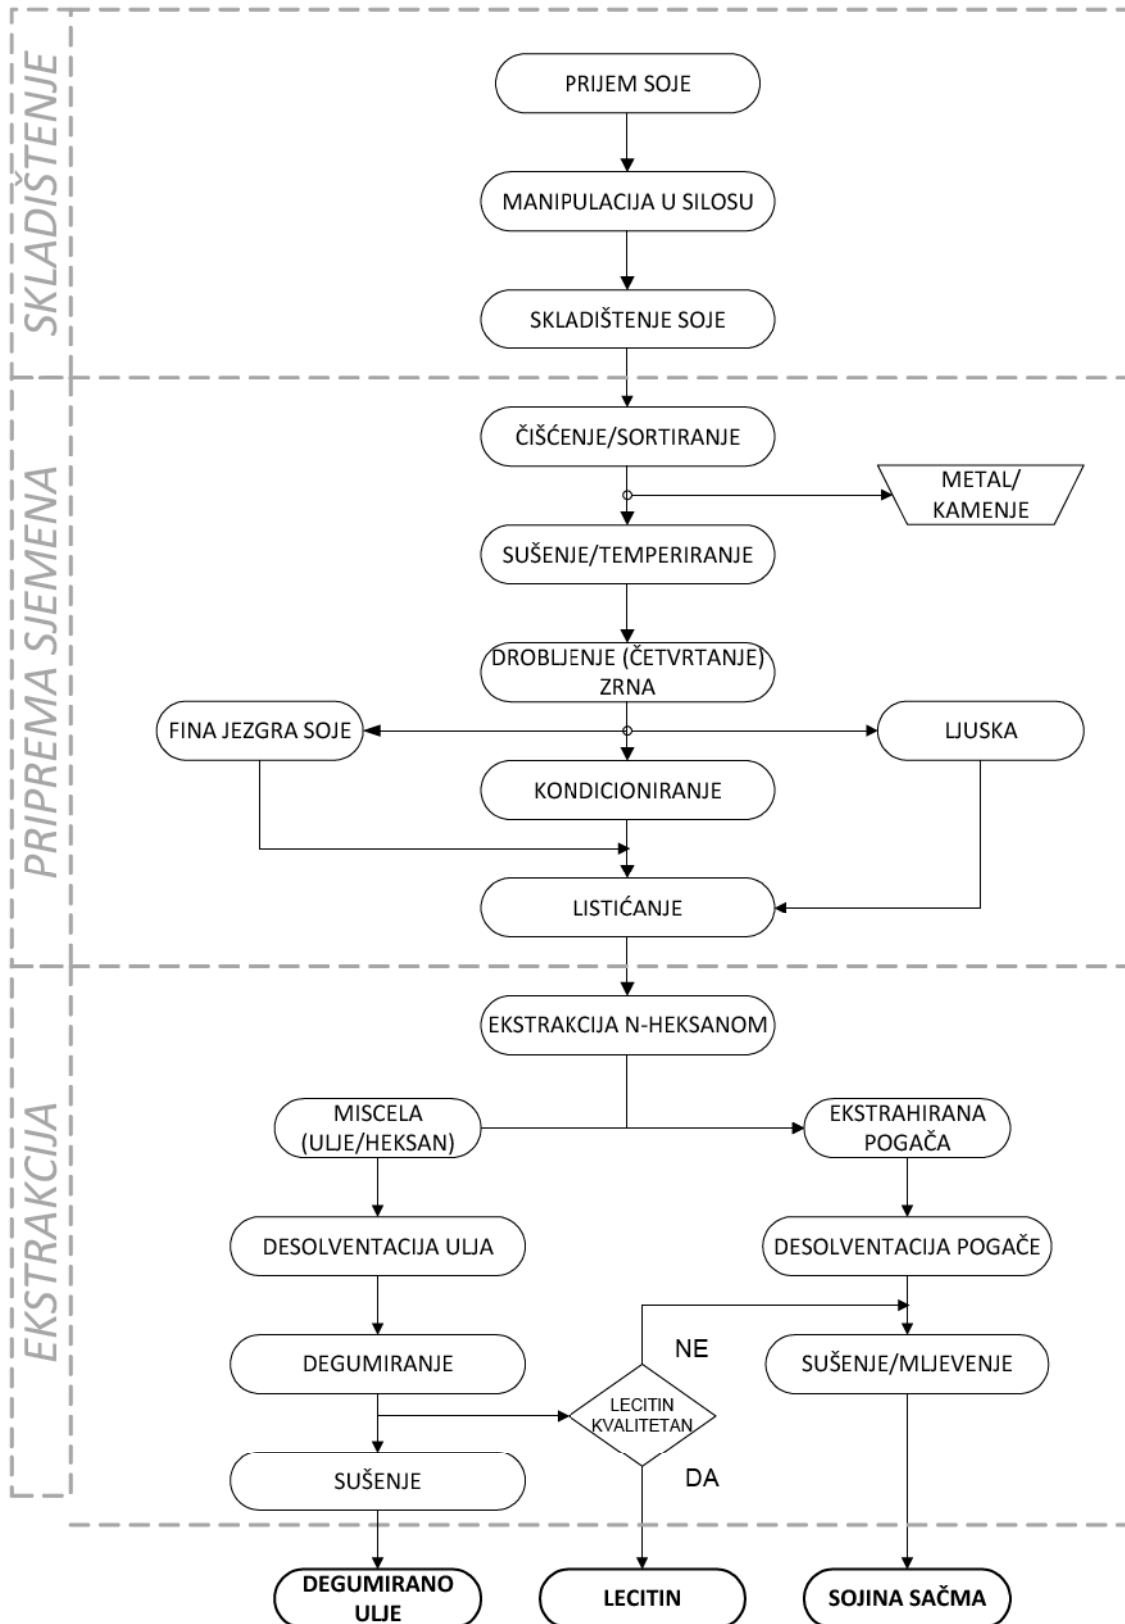 SKLADIŠTENJE
PRIJEM SOJE
MANIPULACIJA U SILOSU
SKLADIŠTENJE SOJE
PRIPREMA SJEMENA
ČIŠĆENJE/SORTIRANJE
METAL/
KAMENJE
SUŠENJE/TEMPERIRANJE
DROBLJENJE (ČETVRTANJE)
ZRNA
FINA JEZGRA SOJE
LJUSKA
KONDICIONIRANJE
LISTIĆANJE
EKSTRAKCIJA
EKSTRAKCIJA N-HEKSANOM
MISCELA
(ULJE/HEKSAN)
EKSTRAHIRANA
POGAČA
DESOLVENTACIJA ULJA
DESOLVENTACIJA POGAČE
DEGUMIRANJE
NE
SUŠENJE/MLJEVENJE
LECITIN
KVALITETAN
SUŠENJE
DA
DEGUMIRANO
ULJE
LECITIN
SOJINA SAČMA